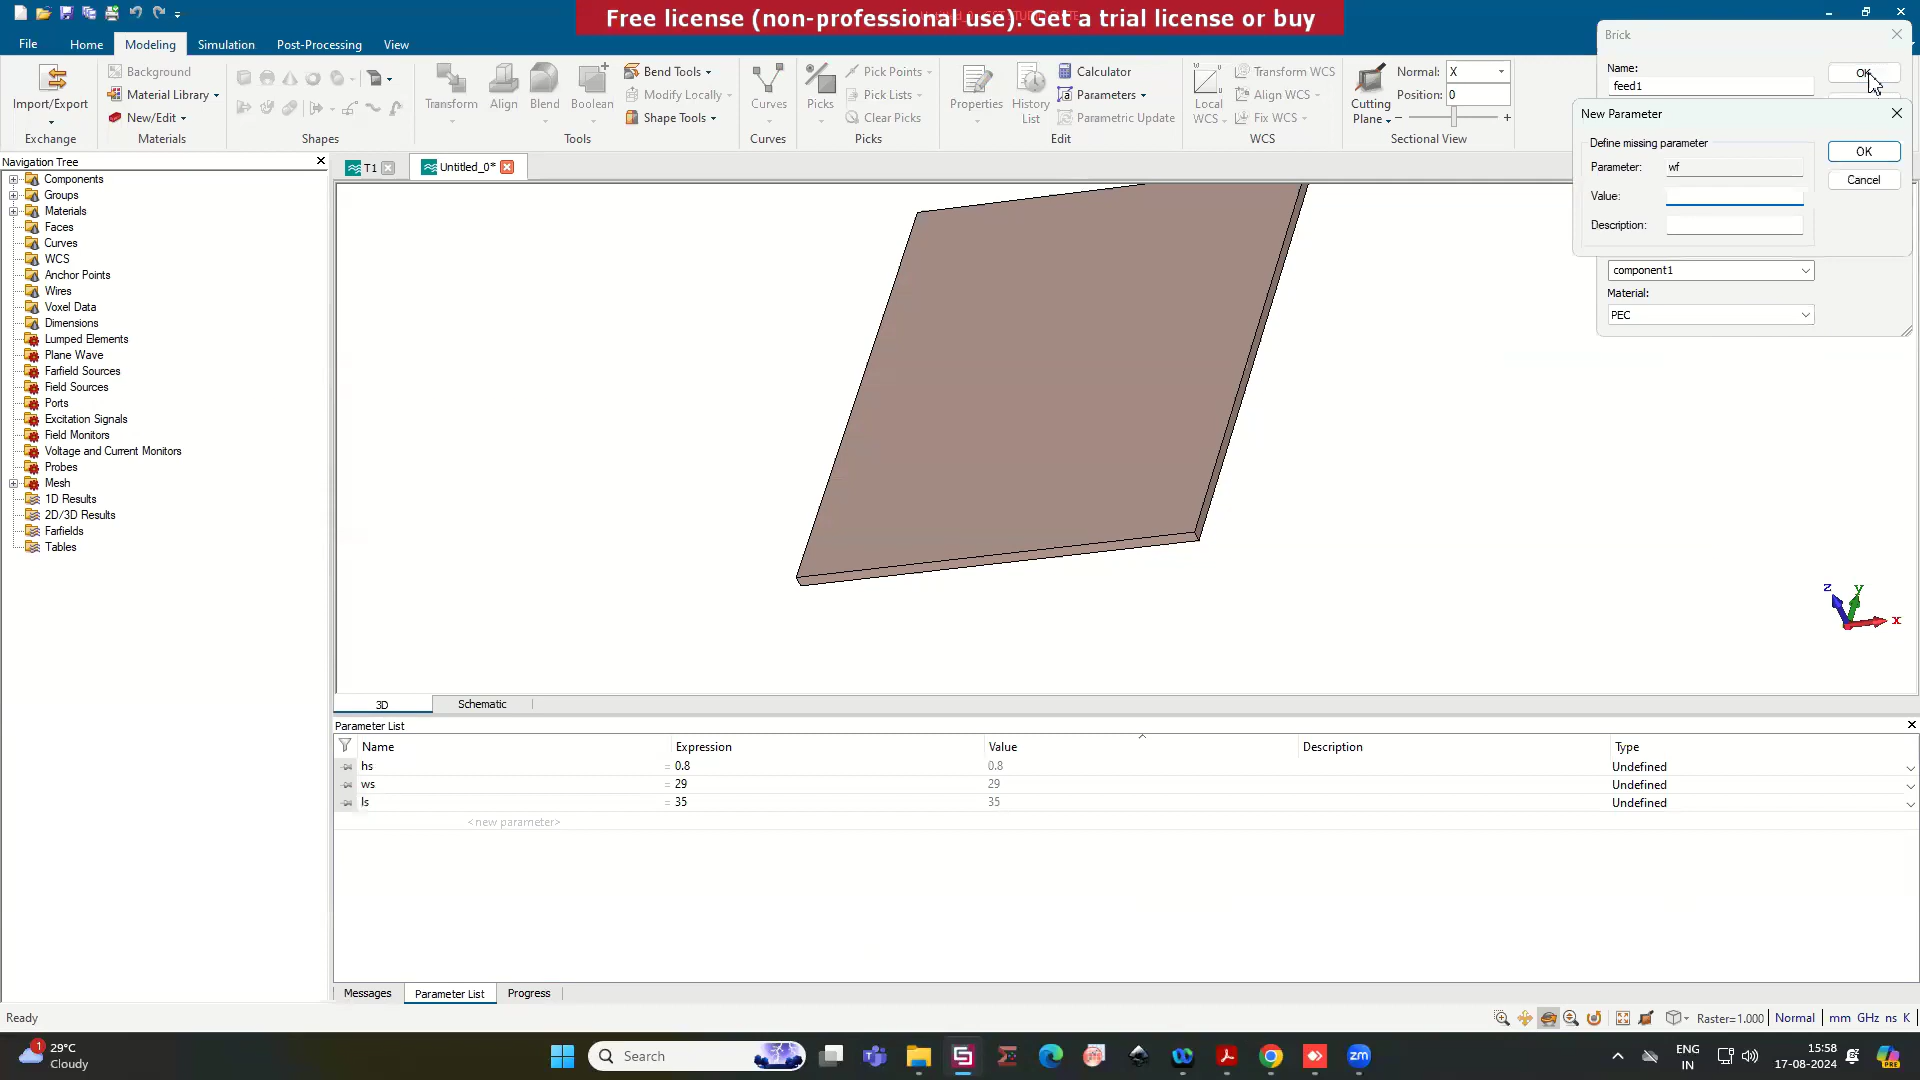 Free license (non-professional use). Get a trial license or buy
File
Home
Modeling
Simulation
Post-Processing
View
Import/Export
Exchange
Background
Material Library
New/Edit
Materials
Shapes
Transform
Align
Blend
Boolean
Bend Tools
Modify Locally
Shape Tools
Tools
Curves
Curves
Picks
Pick Points
Pick Lists
Clear Picks
Picks
Properties
History
List
Calculator
Parameters
Parametric Update
Edit
Local
WCS
Transform WCS
Align WCS
Fix WCS
WCS
Cutting
Plane
Normal: X
Position: 0
Sectional View
Brick
Name:
feed1
OK
New Parameter
Define missing parameter
Parameter: wf
Value:
Description:
OK
Cancel
component1
Material:
PEC
Navigation Tree
Components
Groups
Materials
Faces
Curves
WCS
Anchor Points
Wires
Voxel Data
Dimensions
Lumped Elements
Plane Wave
Farfield Sources
Field Sources
Ports
Excitation Signals
Field Monitors
Voltage and Current Monitors
Probes
Mesh
1D Results
2D/3D Results
Farfields
Tables
T1
Untitled_0*
z
y
x
3D
Schematic
Parameter List
Name Expression Value Description Type
hs = 0.8 0.8 Undefined
ws = 29 29 Undefined
ls = 35 35 Undefined
<new parameter>
Messages
Parameter List
Progress
Ready
Raster=1.000
Normal
mm GHz ns K
1
29°C
Cloudy
Search
zm
ENG
IN
15:58
17-08-2024
PRE